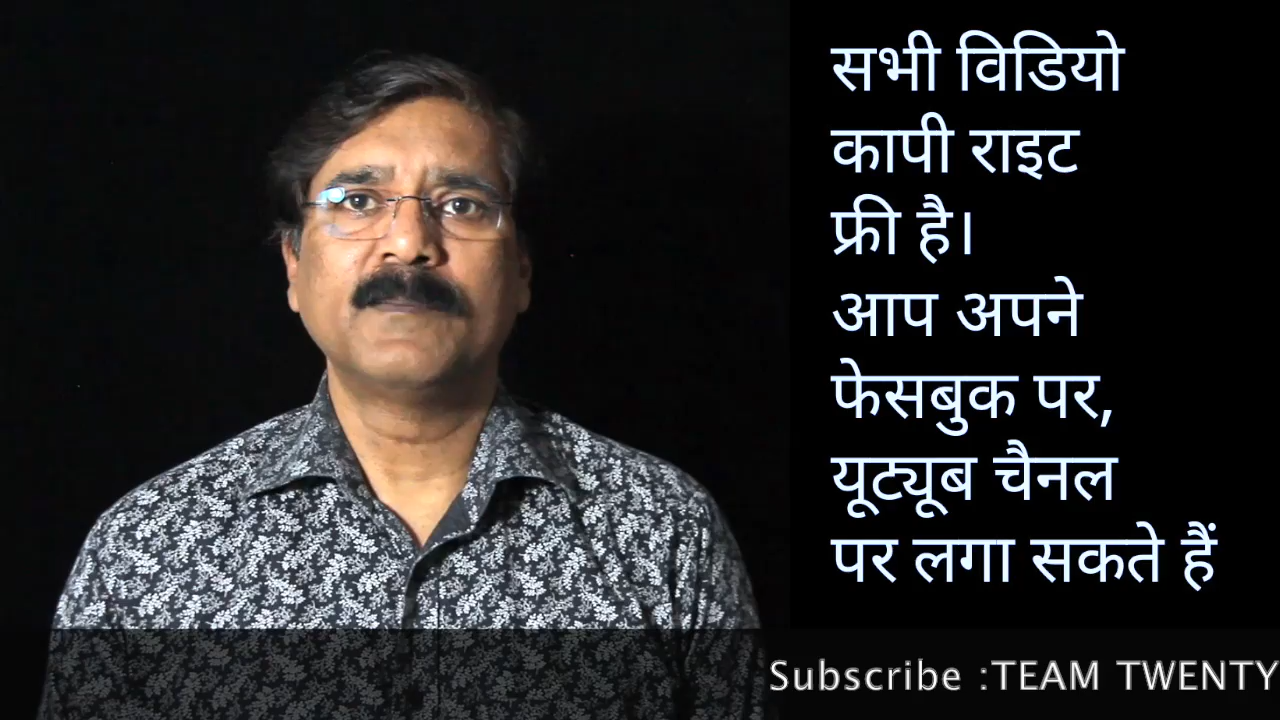 सभी विडियो
कापी राइट
फ्री है।
आप अपने
फेसबुक पर,
यूट्यूब चैनल
पर लगा सकते हैं
Subscribe :TEAM TWENTY